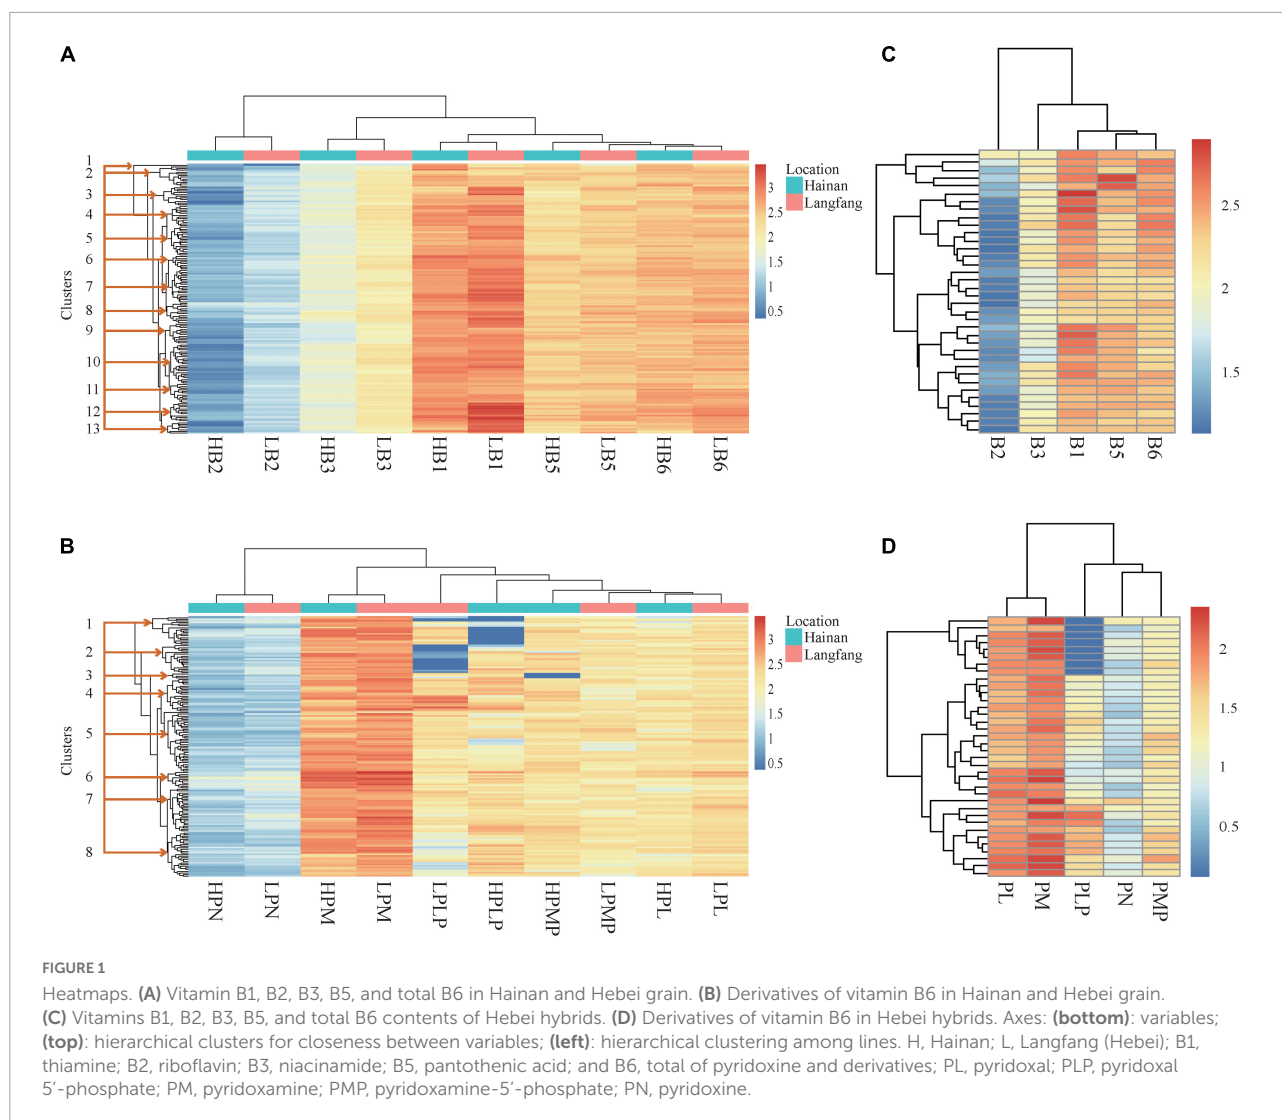 A
Clusters
1
2
3
4
5
6
7
8
9
10
11
12
13
HB2 LB2 HB3 LB3 HB1 LB1 HB5 LB5 HB6 LB6
Location
Hainan
Langfang
3
2.5
2
1.5
1
0.5
C
B2 B3 B1 B5 B6
2.5
2
1.5
B
Clusters
1
2
3
4
5
6
7
8
HPN LPN HPM LPM LPLP HPLP HPMP LPMP HPL LPL
Location
Hainan
Langfang
3
2.5
2
1.5
1
0.5
D
PL PM PLP PN PMP
2
1.5
1
0.5
FIGURE 1
Heatmaps. (A) Vitamin B1, B2, B3, B5, and total B6 in Hainan and Hebei grain. (B) Derivatives of vitamin B6 in Hainan and Hebei grain.
(C) Vitamins B1, B2, B3, B5, and total B6 contents of Hebei hybrids. (D) Derivatives of vitamin B6 in Hebei hybrids. Axes: (bottom): variables;
(top): hierarchical clusters for closeness between variables; (left): hierarchical clustering among lines. H, Hainan; L, Langfang (Hebei); B1,
thiamine; B2, riboflavin; B3, niacinamide; B5, pantothenic acid; and B6, total of pyridoxine and derivatives; PL, pyridoxal; PLP, pyridoxal
5′-phosphate; PM, pyridoxamine; PMP, pyridoxamine-5′-phosphate; PN, pyridoxine.